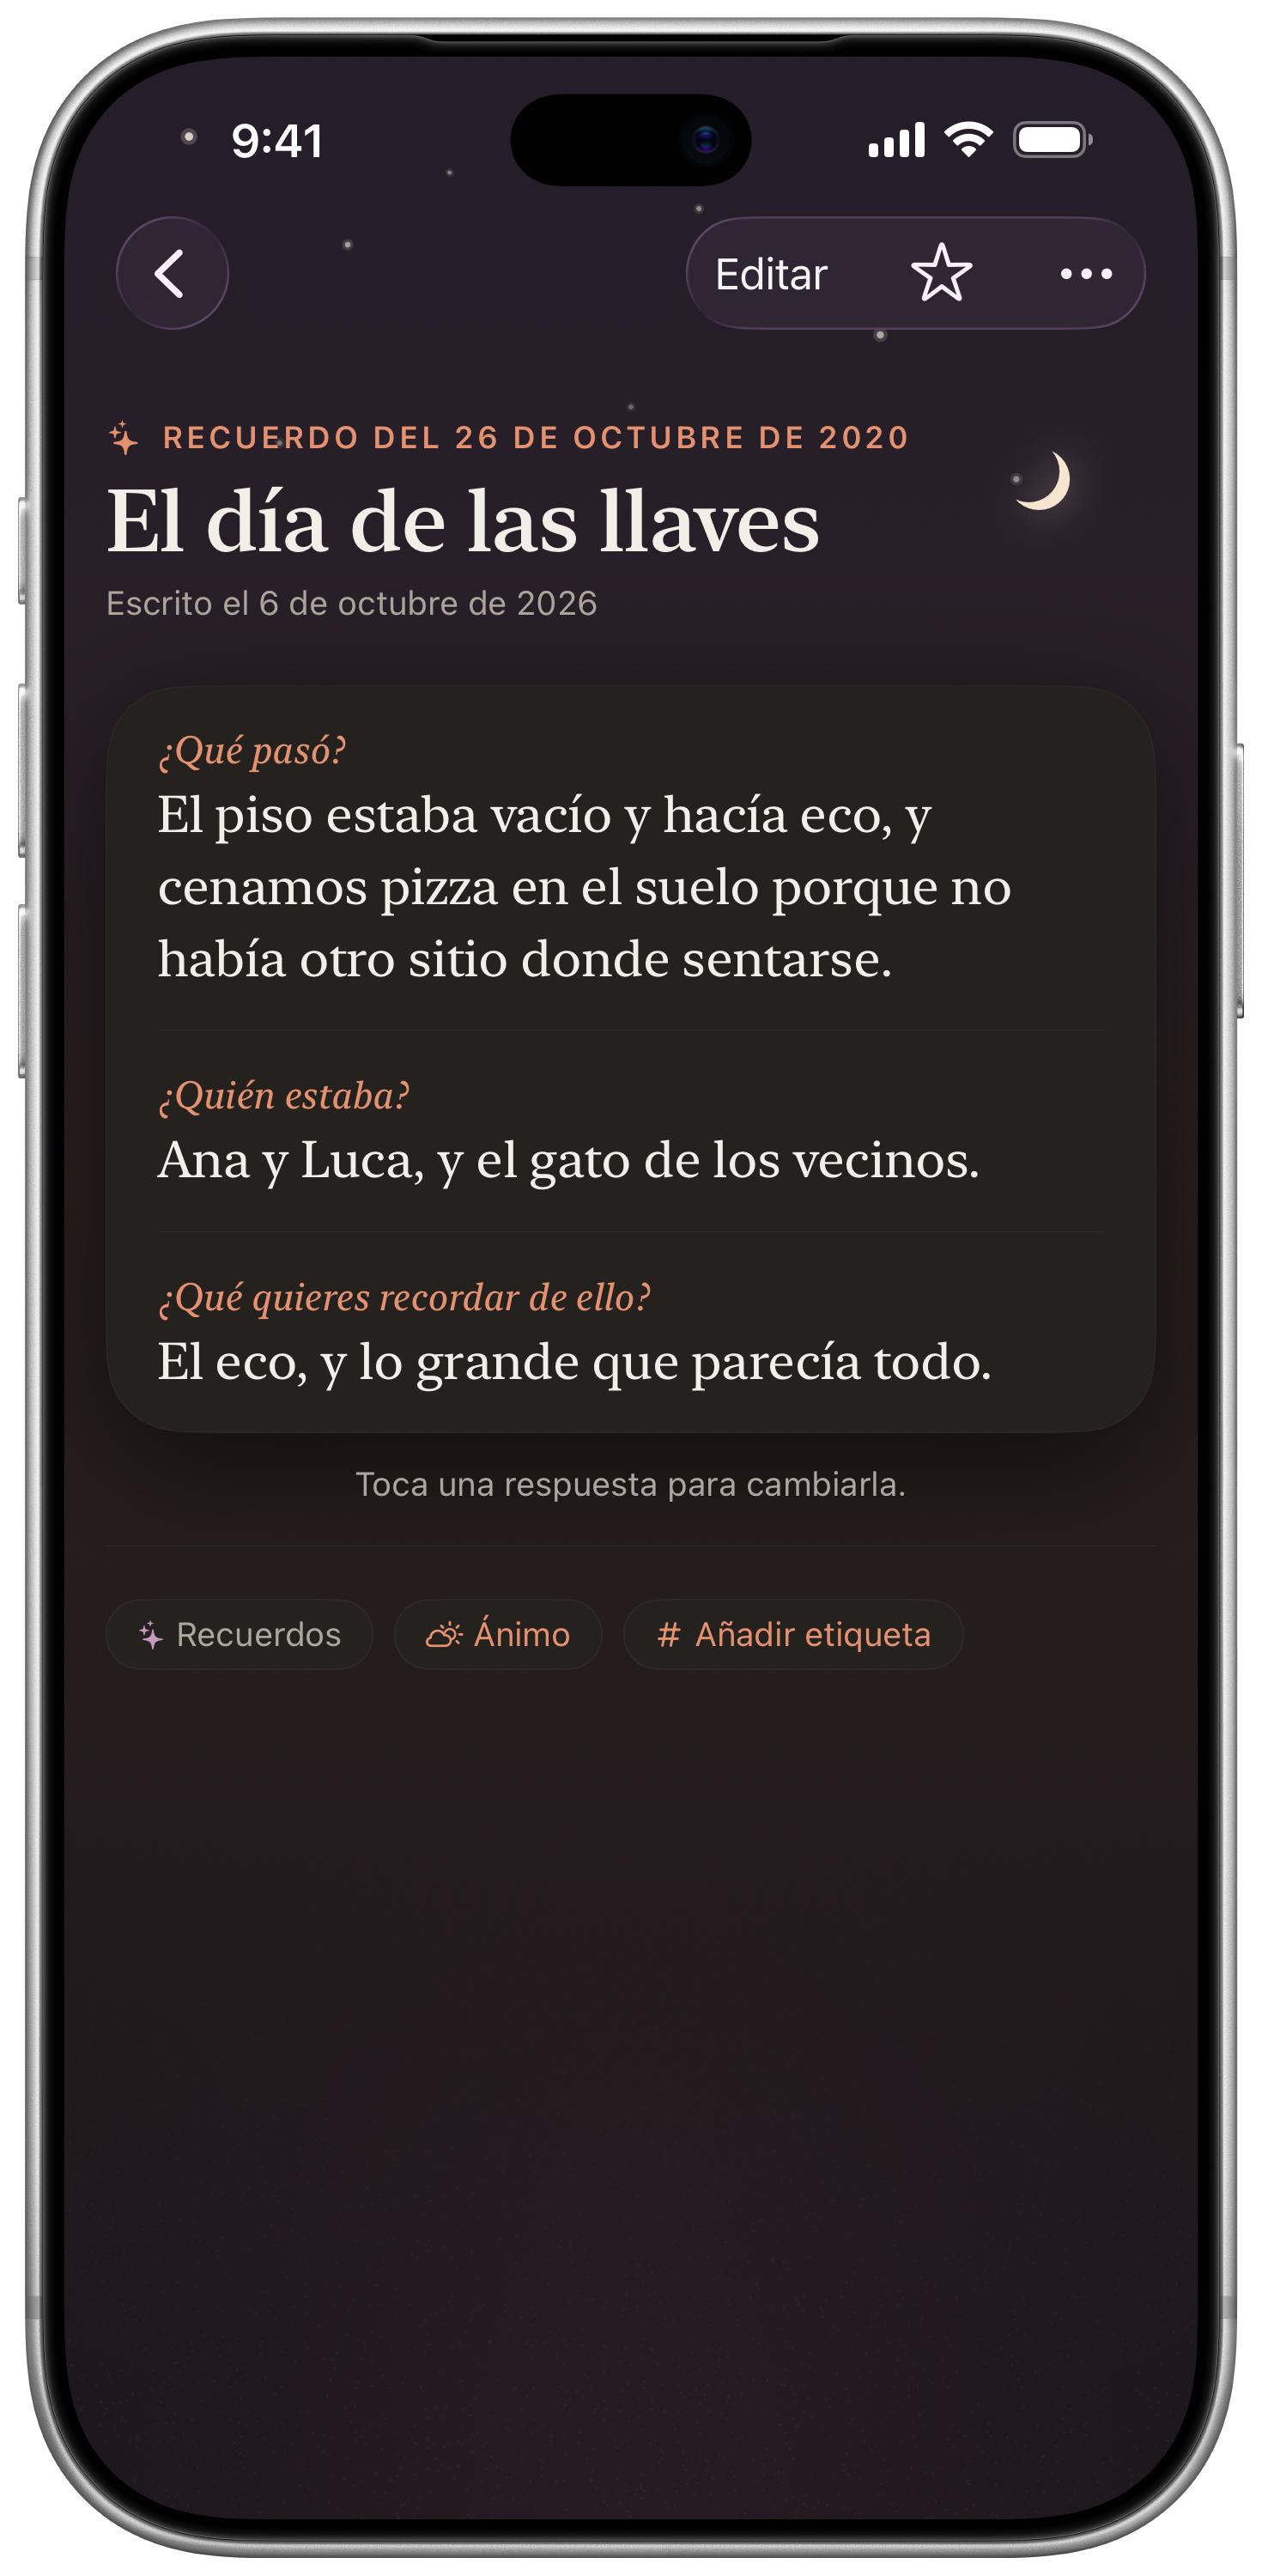 9:41
Editar
RECUERDO DEL 26 DE OCTUBRE DE 2020
El día de las llaves
Escrito el 6 de octubre de 2026
¿Qué pasó?
El piso estaba vacío y hacía eco, y
cenamos pizza en el suelo porque no
había otro sitio donde sentarse.
¿Quién estaba?
Ana y Luca, y el gato de los vecinos.
¿Qué quieres recordar de ello?
El eco, y lo grande que parecía todo.
Toca una respuesta para cambiarla.
Recuerdos
Ánimo
# Añadir etiqueta